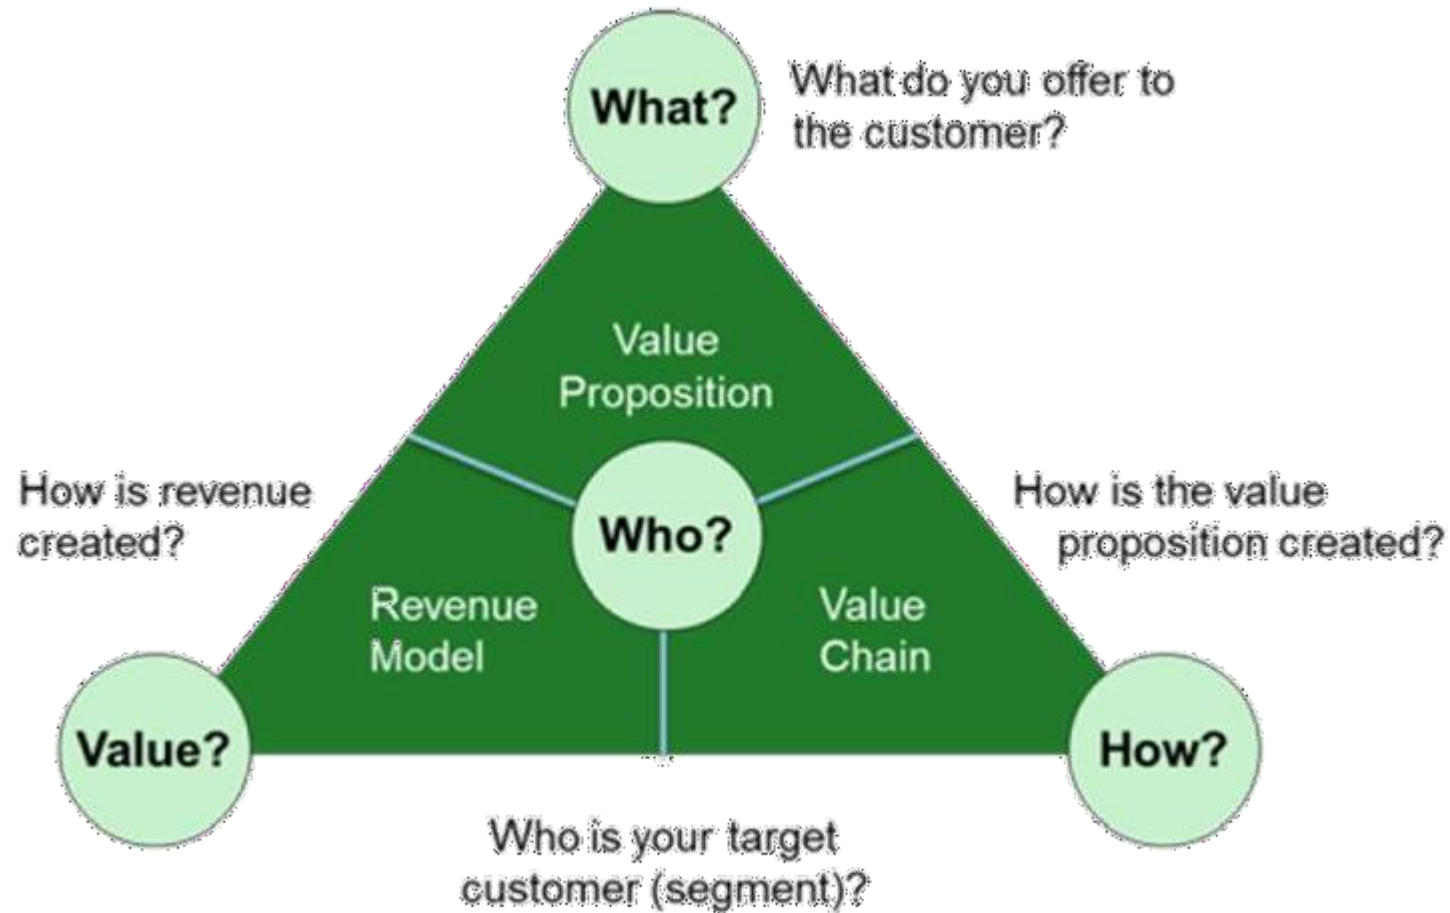 What?
What do you offer to
the customer?
Value
Proposition
How is revenue
created?
Who?
How is the value
proposition created?
Revenue
Model
Value
Chain
Value?
How?
Who is your target
customer (segment)?